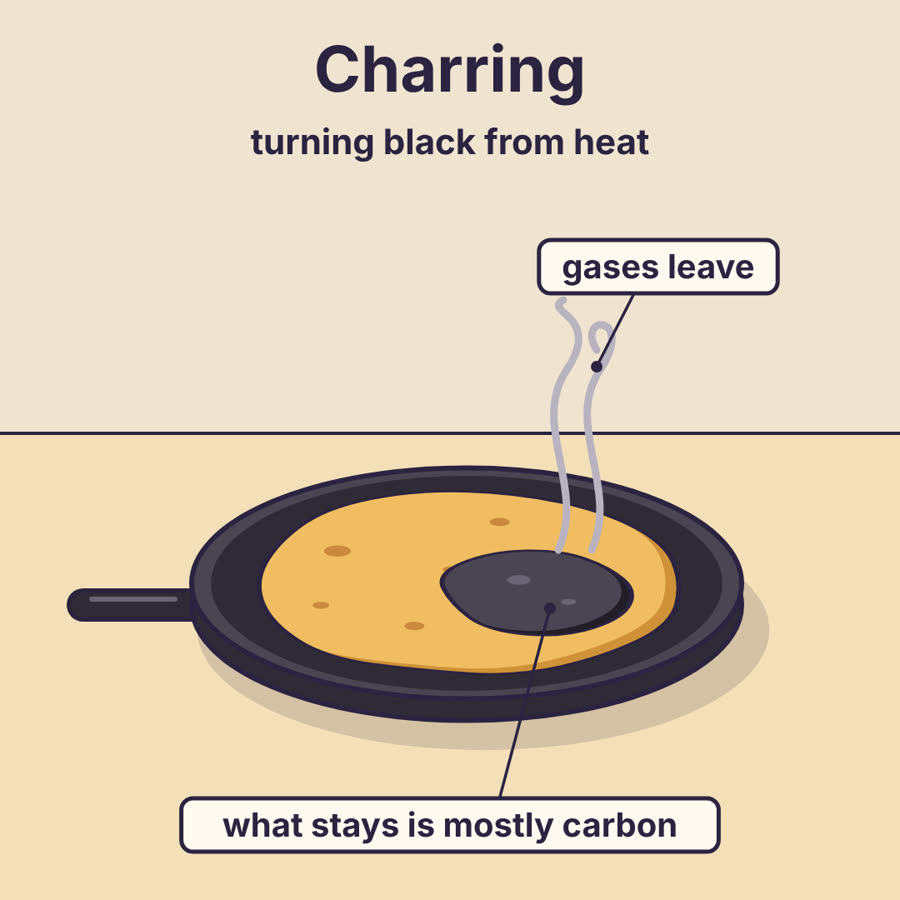 Charring
turning black from heat
gases leave
what stays is mostly carbon